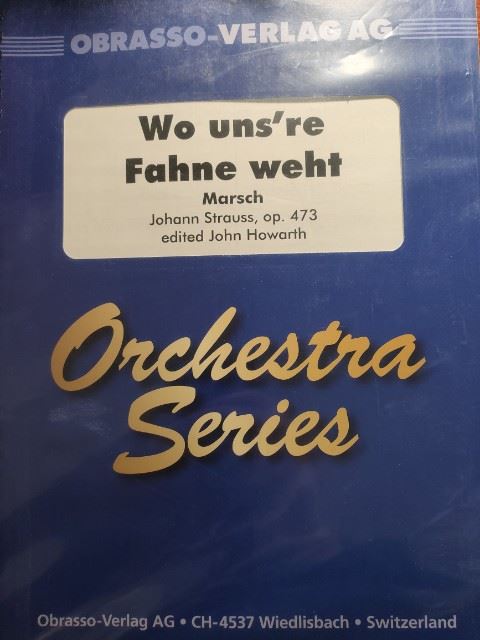 OBRASSO-VERLAG AG
Wo uns're
Fahne weht
Marsch
Johann Strauss, op. 473
edited John Howarth
Orchestra
Series
Obrasso-Verlag AG • CH-4537 Wiedlisbach • Switzerland